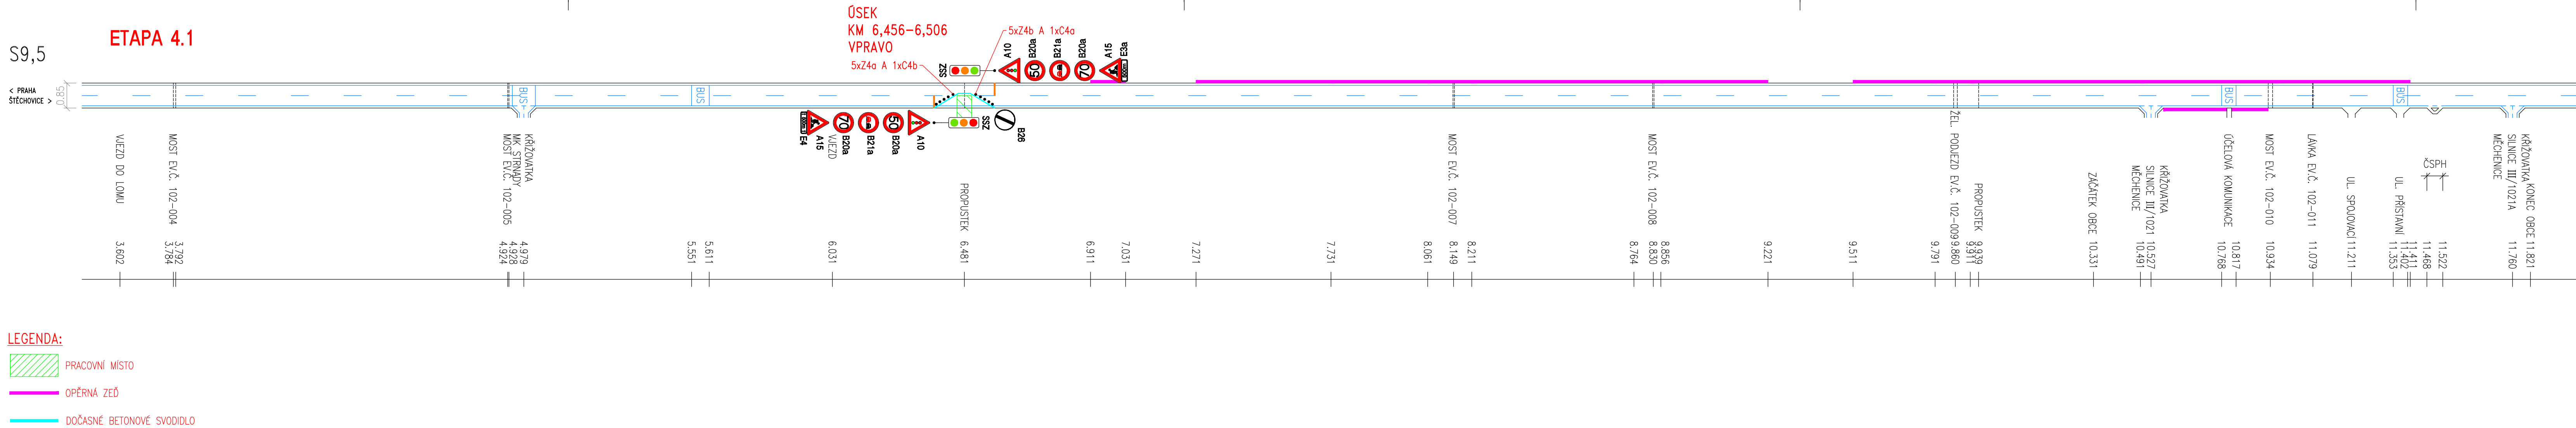 S9,5
ETAPA 4.1
ÚSEK
KM 6,456-6,506
VPRAVO
5xZ4a A 1xC4b
5xZ4b A 1xC4a
< PRAHA
ŠTĚCHOVICE >
0.85
BUS
BUS
SSZ
A10
50
B20a
B21a
70
B20a
A15
E3a
E4
A15
70
B20a
B21a
50
B20a
A10
SSZ
B26
BUS
BUS
VJEZD DO LOMU
MOST EV.Č. 102-004
MOST EV.Č. 102-005
MK STRNADY
KŘIŽOVATKA
VJEZD
PROPUSTEK
MOST EV.Č. 102-007
MOST EV.Č. 102-008
ŽEL. PODJEZD EV.Č. 102-009
PROPUSTEK
ZÁČÁTEK OBCE
MĚCHENICE
SILNICE II/1021
KŘIŽOVATKA
ÚČELOVÁ KOMUNIKACE
MOST EV.Č. 102-010
LÁVKA EV.Č. 102-011
UL. SPOJOVACÍ
UL. PŘÍSTAVNÍ
ČSPH
MĚCHENICE
SILNICE III/1021A
KŘIŽOVATKA
KONEC OBCE
3.602
3.784
3.792
4.924
4.928
4.979
5.551
5.611
6.031
6.481
6.911
7.031
7.271
7.731
8.061
8.149
8.211
8.764
8.830
8.856
9.221
9.511
9.791
9.860
9.911
9.939
10.331
10.491
10.527
10.768
10.817
10.934
11.079
11.211
11.353
11.402
11.411
11.468
11.522
11.760
11.821
LEGENDA:
PRACOVNÍ MÍSTO
OPĚRNÁ ZEĎ
DOČASNÉ BETONOVÉ SVODIDLO